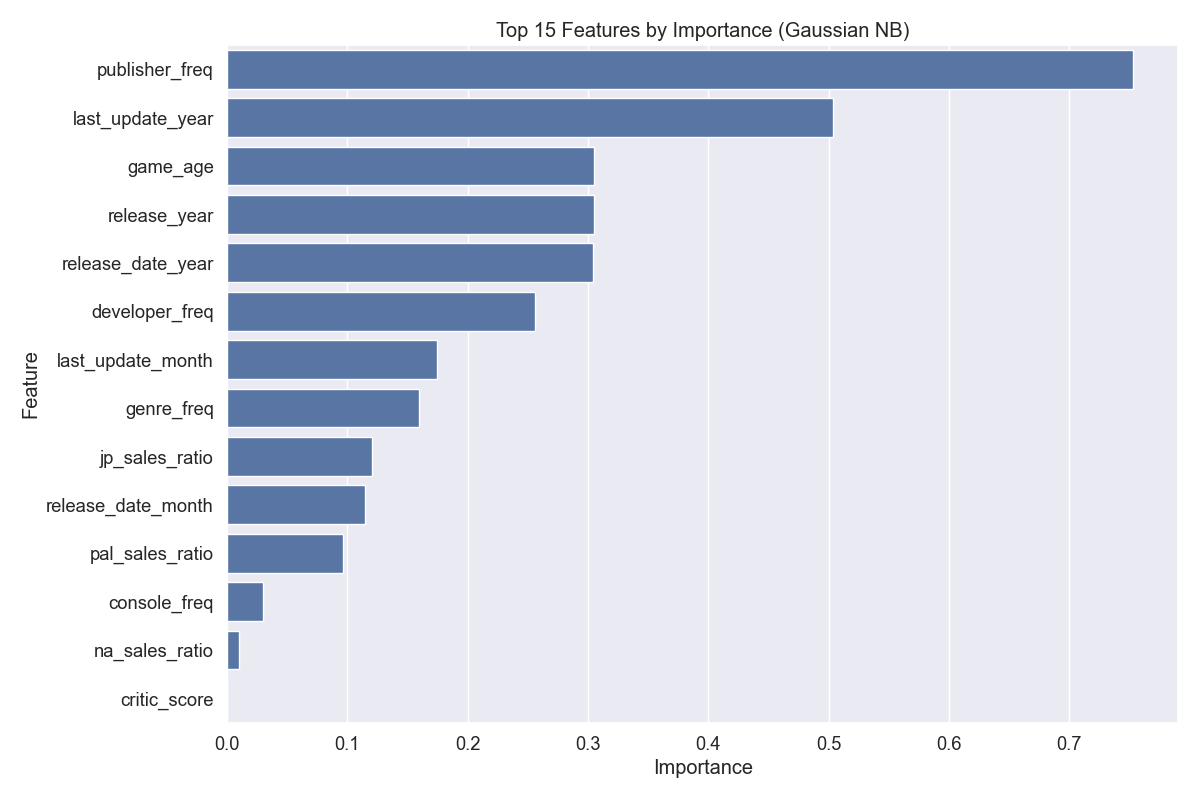 Top 15 Features by Importance (Gaussian NB)
publisher_freq
last_update_year
game_age
release_year
release_date_year
developer_freq
last_update_month
genre_freq
jp_sales_ratio
release_date_month
pal_sales_ratio
console_freq
na_sales_ratio
critic_score
Feature
0.0 0.1 0.2 0.3 0.4 0.5 0.6 0.7
Importance